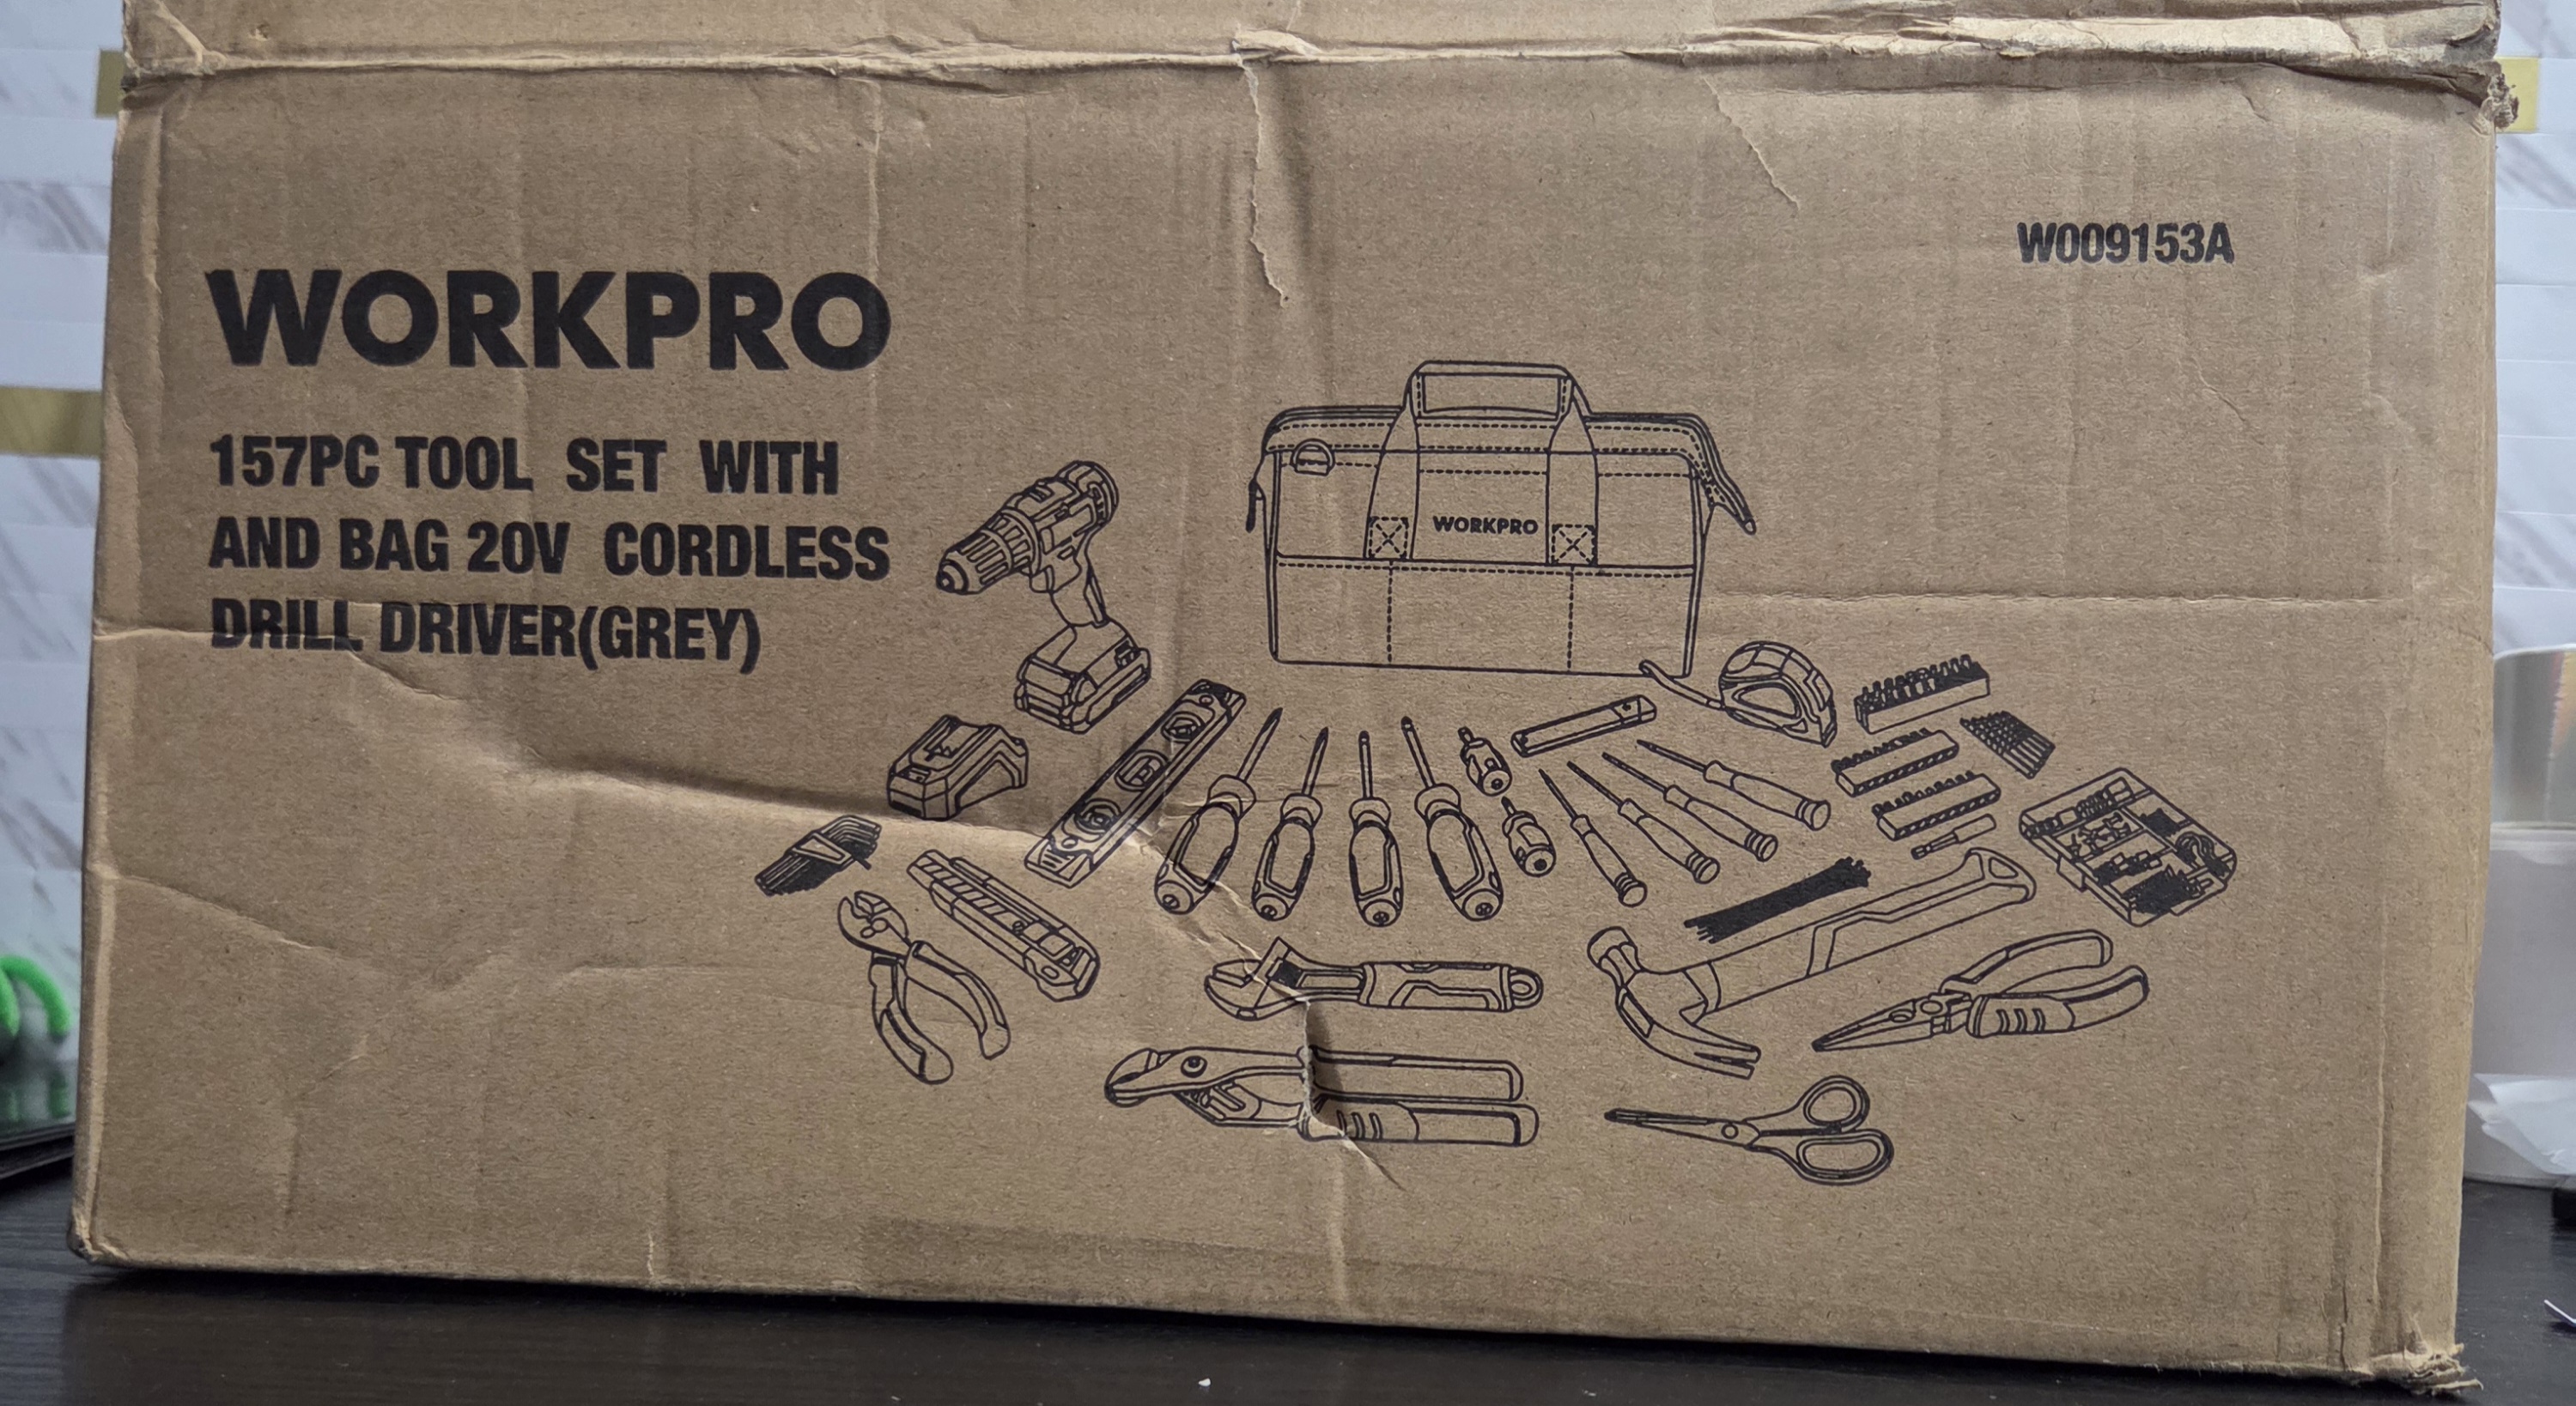 W009153A
WORKPRO
157PC TOOL SET WITH
AND BAG 20V CORDLESS
DRILL DRIVER(GREY)
WORKPRO